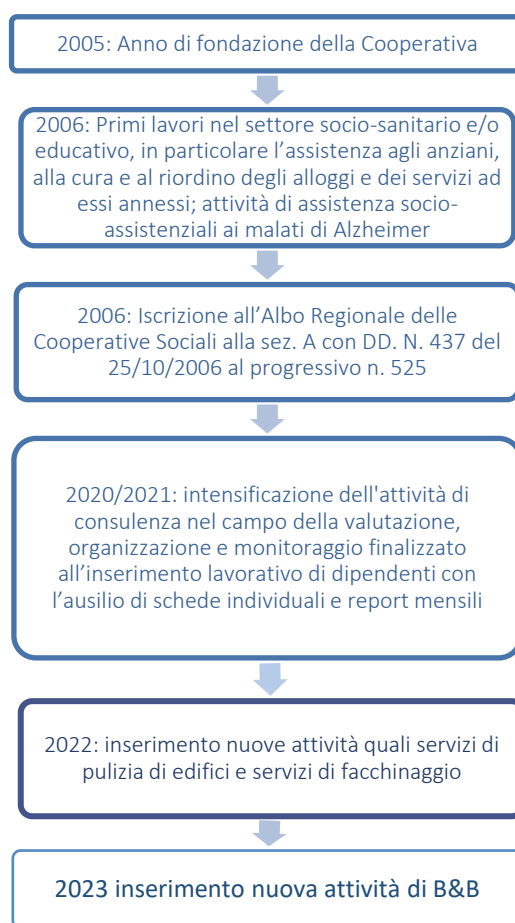 2005: Anno di fondazione della Cooperativa
2006: Primi lavori nel settore socio-sanitario e/o
educativo, in particolare l’assistenza agli anziani,
alla cura e al riordino degli alloggi e dei servizi ad
essi annessi; attività di assistenza socio-
assistenziali ai malati di Alzheimer
2006: Iscrizione all’Albo Regionale delle
Cooperative Sociali alla sez. A con DD. N. 437 del
25/10/2006 al progressivo n. 525
2020/2021: intensificazione dell'attività di
consulenza nel campo della valutazione,
organizzazione e monitoraggio finalizzato
all’inserimento lavorativo di dipendenti con
l’ausilio di schede individuali e report mensili
2022: inserimento nuove attività quali servizi di
pulizia di edifici e servizi di facchinaggio
2023 inserimento nuova attività di B&B